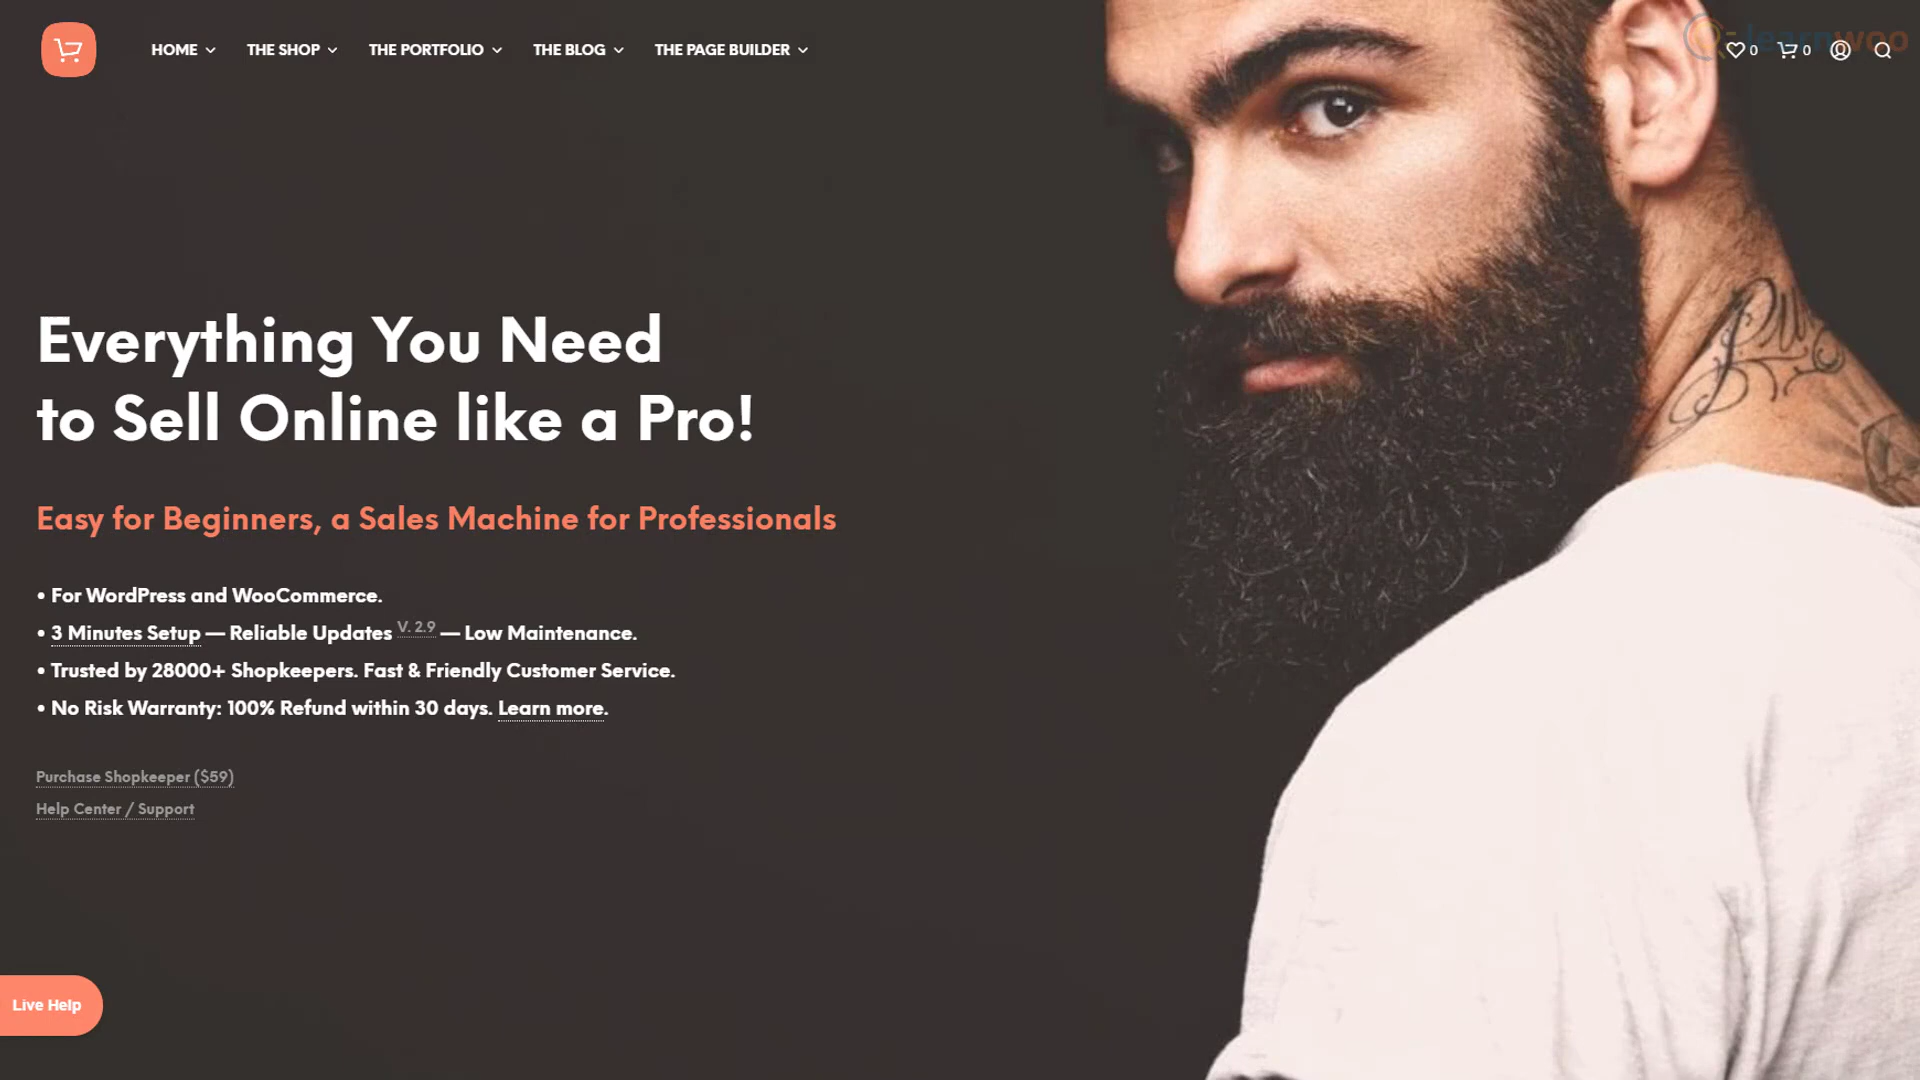 HOME THE SHOP THE PORTFOLIO THE BLOG THE PAGE BUILDER
learnwoo
0 0
Everything You Need
to Sell Online like a Pro!
Easy for Beginners, a Sales Machine for Professionals
• For WordPress and WooCommerce.
• 3 Minutes Setup — Reliable Updates V. 2.9 — Low Maintenance.
• Trusted by 28000+ Shopkeepers. Fast & Friendly Customer Service.
• No Risk Warranty: 100% Refund within 30 days. Learn more.
Purchase Shopkeeper ($59)
Help Center / Support
Live Help